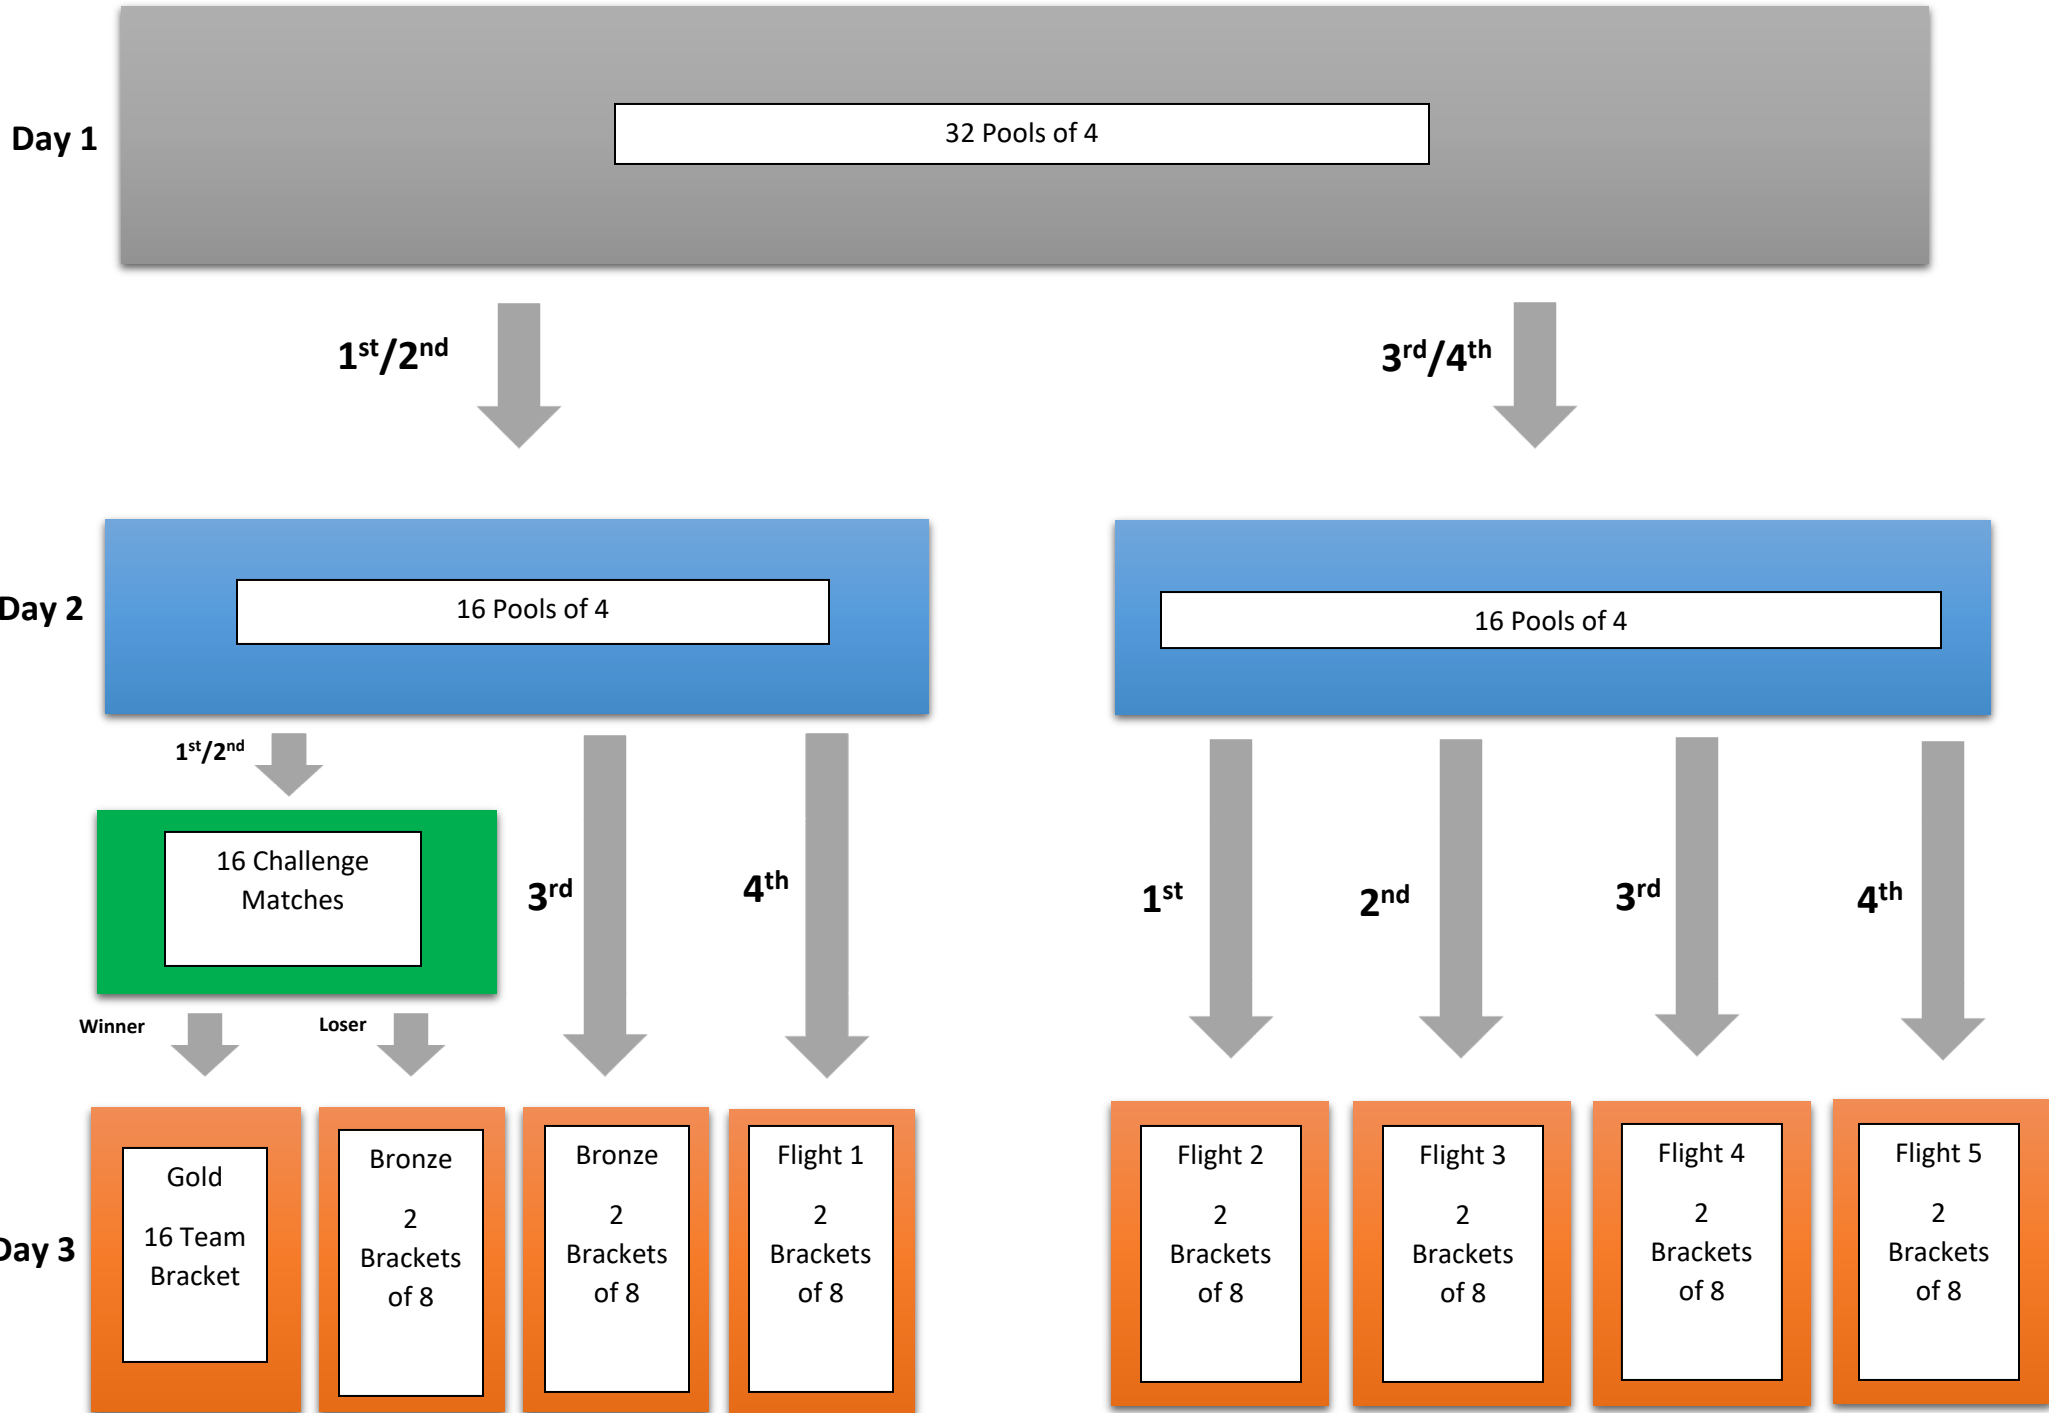 Day 1
32 Pools of 4
1st/2nd
3rd/4th
Day 2
16 Pools of 4
16 Pools of 4
1st/2nd
16 Challenge
Matches
3rd
4th
1st
2nd
3rd
4th
Winner
Loser
Day 3
Gold
16 Team
Bracket
Bronze
2
Brackets
of 8
Bronze
2
Brackets
of 8
Flight 1
2
Brackets
of 8
Flight 2
2
Brackets
of 8
Flight 3
2
Brackets
of 8
Flight 4
2
Brackets
of 8
Flight 5
2
Brackets
of 8